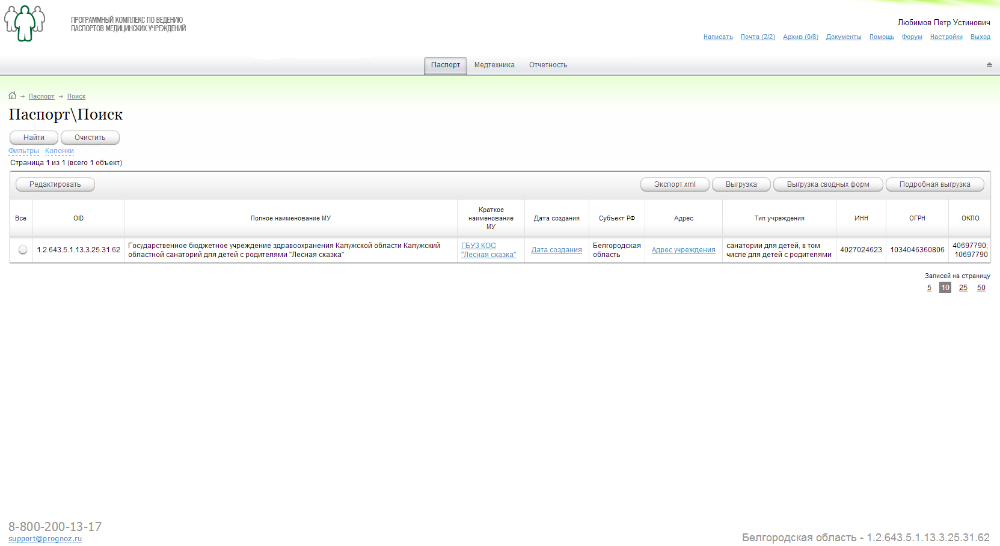 ПРОГРАММНЫЙ КОМПЛЕКС ПО ВЕДЕНИЮ
ПАСПОРТОВ МЕДИЦИНСКИХ УЧРЕЖДЕНИЙ
Любимов Петр Устинович
Написать Почта (2/2) Архив (0/8) Документы Помощь Форум Настройки Выход
Паспорт Медтехника Отчетность
Паспорт → Поиск
Паспорт\Поиск
Найти Очистить
Фильтры Колонки
Страница 1 из 1 (всего 1 объект)
Редактировать Экспорт xml Выгрузка Выгрузка сводных форм Подробная выгрузка
Все
OID
Полное наименование МУ
Краткое
наименование
МУ
Дата создания
Субъект РФ
Адрес
Тип учреждения
ИНН
ОГРН
ОКПО
1.2.643.5.1.13.3.25.31.62
Государственное бюджетное учреждение здравоохранения Калужской области Калужский
областной санаторий для детей с родителями "Лесная сказка"
ГБУЗ КОС
"Лесная сказка"
Дата создания
Белгородская
область
Адрес учреждения
санатории для детей, в том
числе для детей с родителями
4027024623
1034046360806
40697790;
10697790
Записей на страницу
5 10 25 50
8-800-200-13-17
support@prognoz.ru
Белгородская область - 1.2.643.5.1.13.3.25.31.62